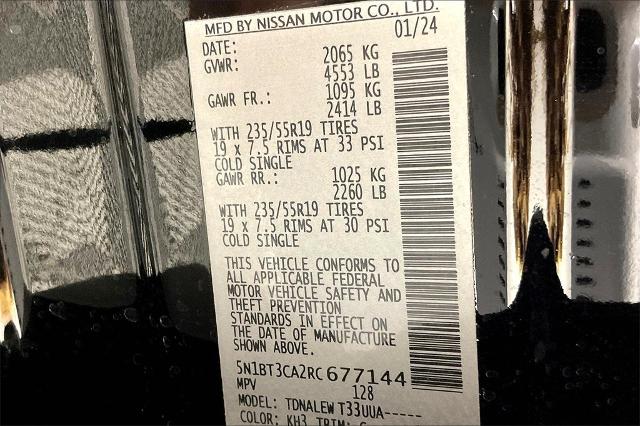 MFD BY NISSAN MOTOR CO., LTD.
DATE: 01/24
GVWR: 2065 KG
4553 LB
GAWR FR.: 1095 KG
2414 LB
WITH 235/55R19 TIRES
19 x 7.5 RIMS AT 33 PSI
COLD SINGLE
GAWR RR.: 1025 KG
2260 LB
WITH 235/55R19 TIRES
19 x 7.5 RIMS AT 30 PSI
COLD SINGLE
THIS VEHICLE CONFORMS TO
ALL APPLICABLE FEDERAL
MOTOR VEHICLE SAFETY AND
THEFT PREVENTION
STANDARDS IN EFFECT ON
THE DATE OF MANUFACTURE
SHOWN ABOVE.
5N1BT3CA2RC677144
MPV 128
MODEL: TDNALEW T33UUA-----
COLOR: KH3 TRIM: